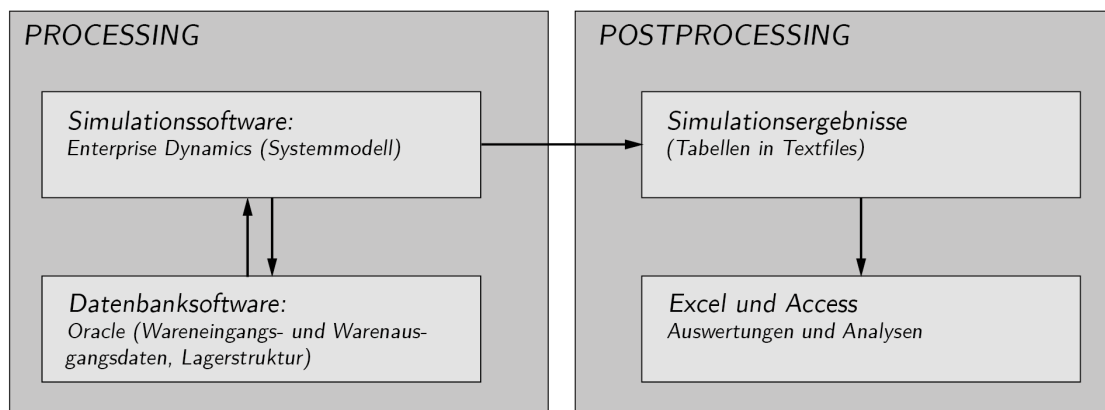 PROCESSING
Simulationssoftware:
Enterprise Dynamics (Systemmodell)
Datenbanksoftware:
Oracle (Wareneingangs- und Warenaus-
gangsdaten, Lagerstruktur)
POSTPROCESSING
Simulationsergebnisse
(Tabellen in Textfiles)
Excel und Access
Auswertungen und Analysen